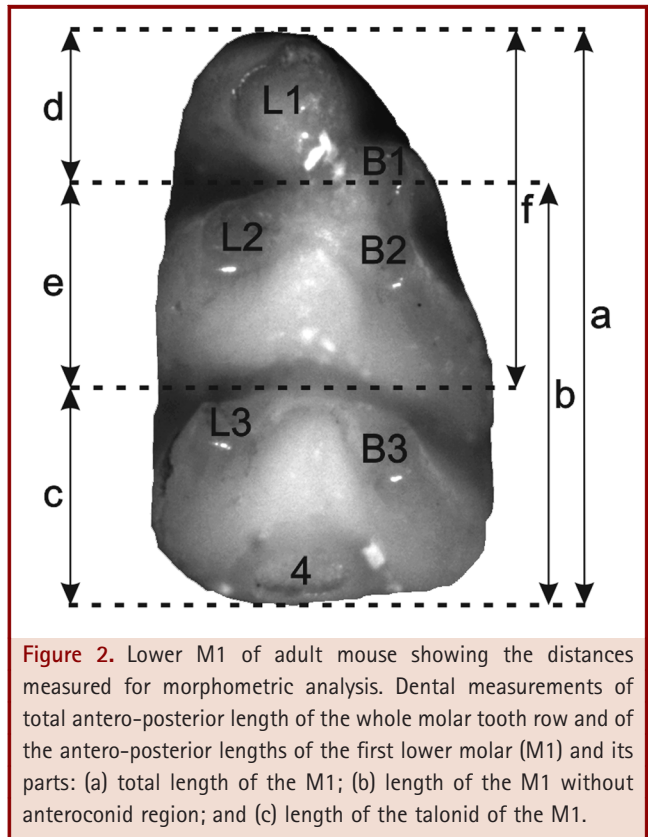 d
L1
B1
f
L2
B2
e
a
b
L3
B3
c
4
Figure 2. Lower M1 of adult mouse showing the distances
measured for morphometric analysis. Dental measurements of
total antero-posterior length of the whole molar tooth row and of
the antero-posterior lengths of the first lower molar (M1) and its
parts: (a) total length of the M1; (b) length of the M1 without
anteroconid region; and (c) length of the talonid of the M1.